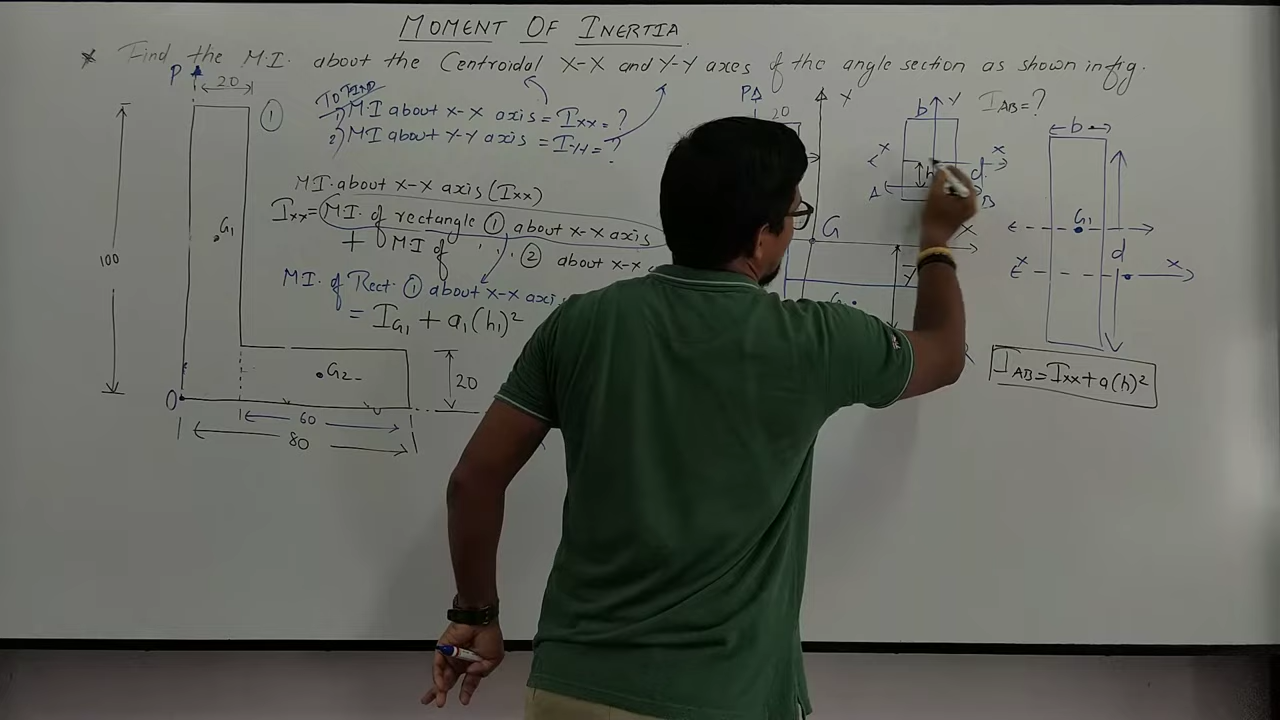 MOMENT OF INERTIA
* Find the M.I. about the Centroidal X-X and Y-Y axes of the angle section as shown in fig.
P
20
①
TO FIND
1) M.I about X-X axis = Ixx = ?
2) M.I about Y-Y axis = IYY = ?
M.I. about X-X axis (Ixx)
Ixx = M.I. of rectangle ① about X-X axis
+ M.I of ② about X-X
M.I. of Rect. ① about X-X axis
= IG1 + a1(h1)²
100
G1
G2
20
O
60
80
P
20
Y
G
X
b
Y
IAB = ?
X
X
h
d
A
B
b
G1
d
X
X
IAB = Ixx + a(h)²